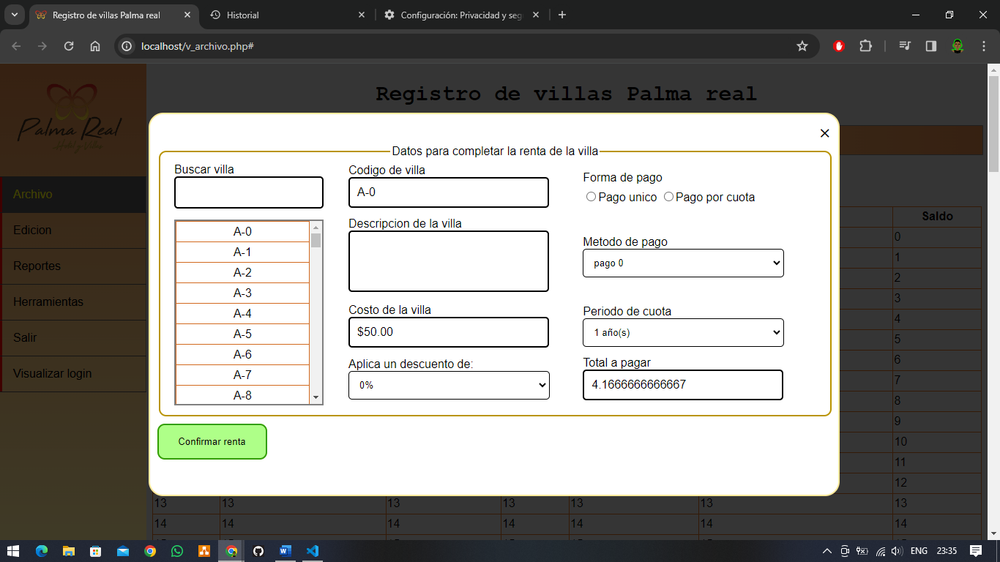 Registro de villas Palma real
Historial
Configuración: Privacidad y seg
localhost/v_archivo.php#
Palma Real
Registro de villas Palma real
Archivo
Edicion
Reportes
Herramientas
Salir
Visualizar login
Datos para completar la renta de la villa
Buscar villa
A-0
A-1
A-2
A-3
A-4
A-5
A-6
A-7
A-8
Codigo de villa
A-0
Descripcion de la villa
Costo de la villa
$50.00
Aplica un descuento de:
0%
Forma de pago
Pago unico Pago por cuota
Metodo de pago
pago 0
Periodo de cuota
1 año(s)
Total a pagar
4.1666666666667
Confirmar renta
Saldo
0
1
2
3
4
5
6
7
8
9
10
11
12
13 13 13 13 13 13 13
14 14 14 14 14 14 14
ENG 23:35